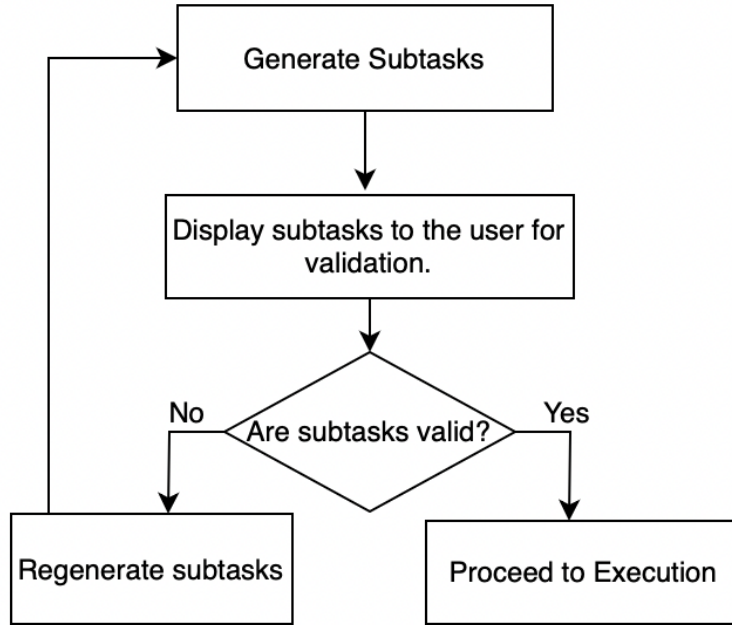 Generate Subtasks
Display subtasks to the user for
validation.
No
Yes
Are subtasks valid?
Regenerate subtasks
Proceed to Execution